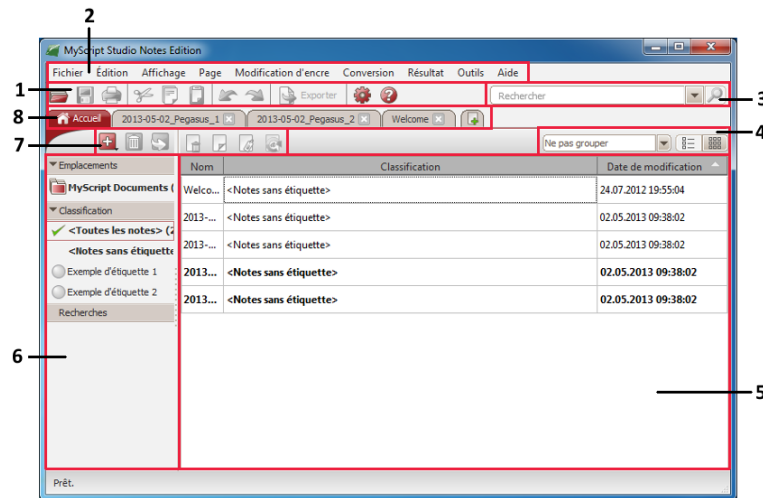 2
MyScript Studio Notes Edition
Fichier Édition Affichage Page Modification d'encre Conversion Résultat Outils Aide
1
Exporter
Rechercher
3
8
Accueil
2013-05-02_Pegasus_1
2013-05-02_Pegasus_2
Welcome
7
Ne pas grouper
4
Emplacements
MyScript Documents (
Classification
<Toutes les notes> (2
<Notes sans étiquette
Exemple d'étiquette 1
Exemple d'étiquette 2
Recherches
Nom Classification Date de modification
Welco... <Notes sans étiquette> 24.07.2012 19:55:04
2013-... <Notes sans étiquette> 02.05.2013 09:38:02
2013-... <Notes sans étiquette> 02.05.2013 09:38:02
2013... <Notes sans étiquette> 02.05.2013 09:38:02
2013... <Notes sans étiquette> 02.05.2013 09:38:02
6
5
Prêt.